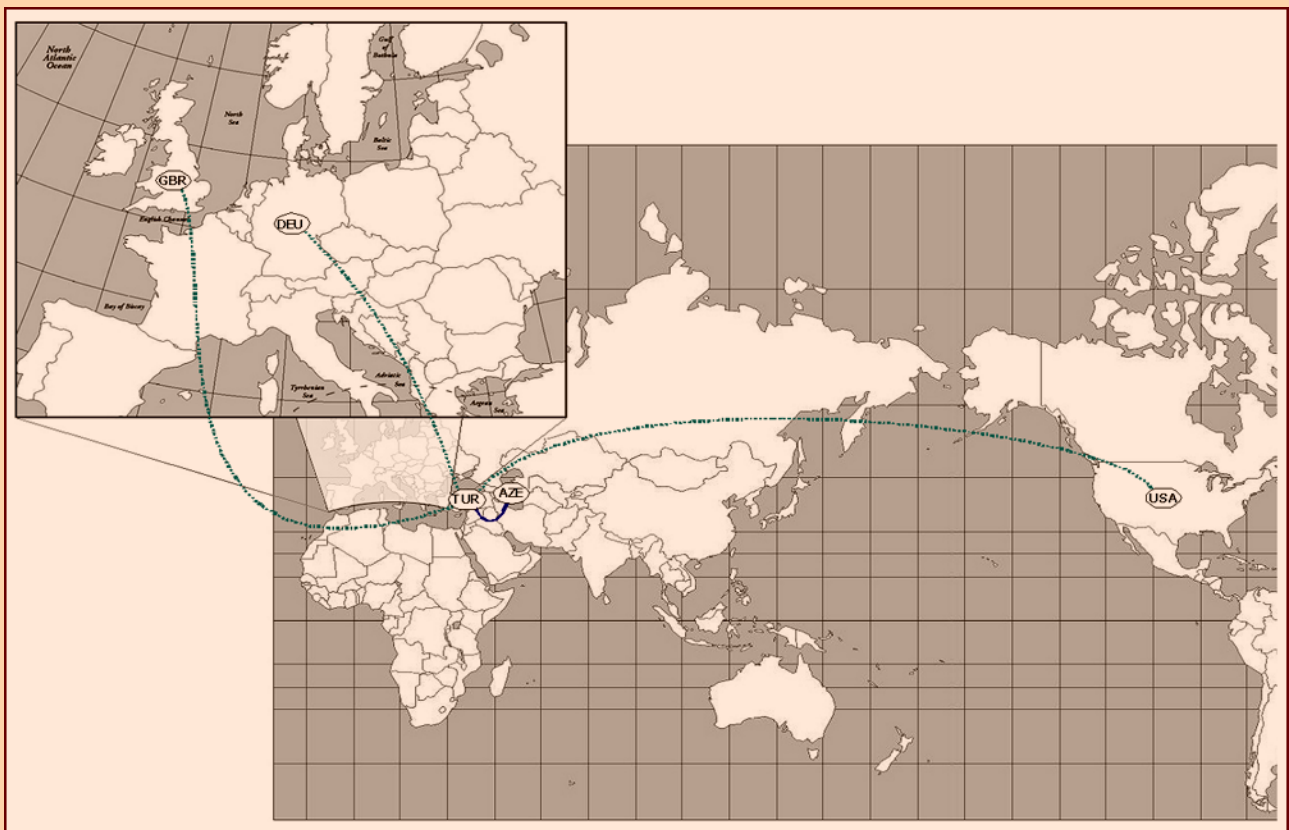 North
Atlantic
Ocean
Gulf
of
Bothnia
North
Sea
Baltic
Sea
GBR
English Channel
DEU
Bay of Biscay
Adriatic
Sea
Tyrrhenian
Sea
Aegean
Sea
TUR
AZE
USA